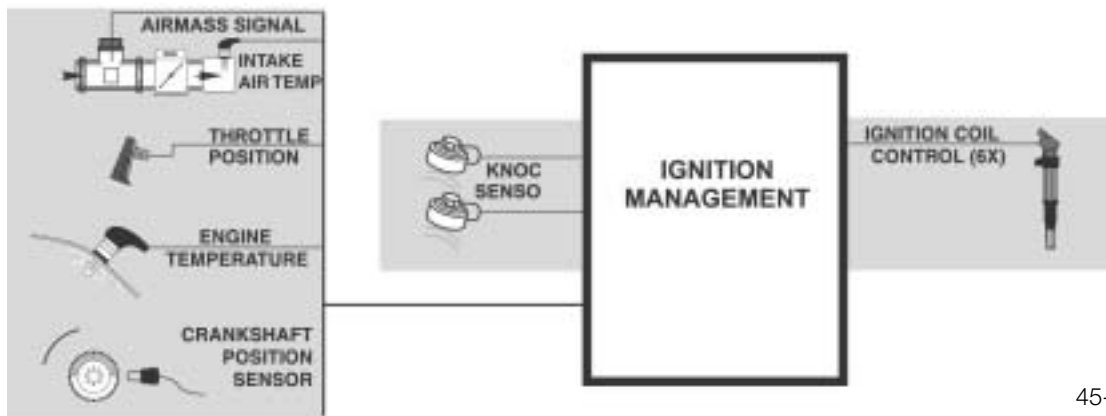 AIRMASS SIGNAL
INTAKE
AIR TEMP
THROTTLE
POSITION
ENGINE
TEMPERATURE
CRANKSHAFT
POSITION
SENSOR
KNOC
SENSO
IGNITION
MANAGEMENT
IGNITION COIL
CONTROL (6X)
45-